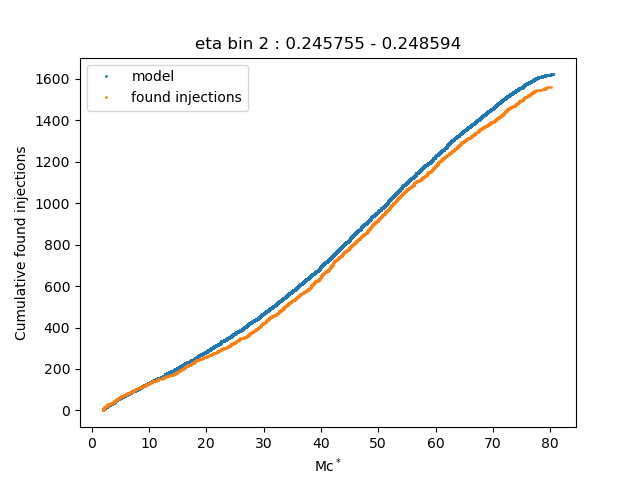 eta bin 2 : 0.245755 - 0.248594
model
found injections
Cumulative found injections
1600
1400
1200
1000
800
600
400
200
0
0 10 20 30 40 50 60 70 80
Mc*